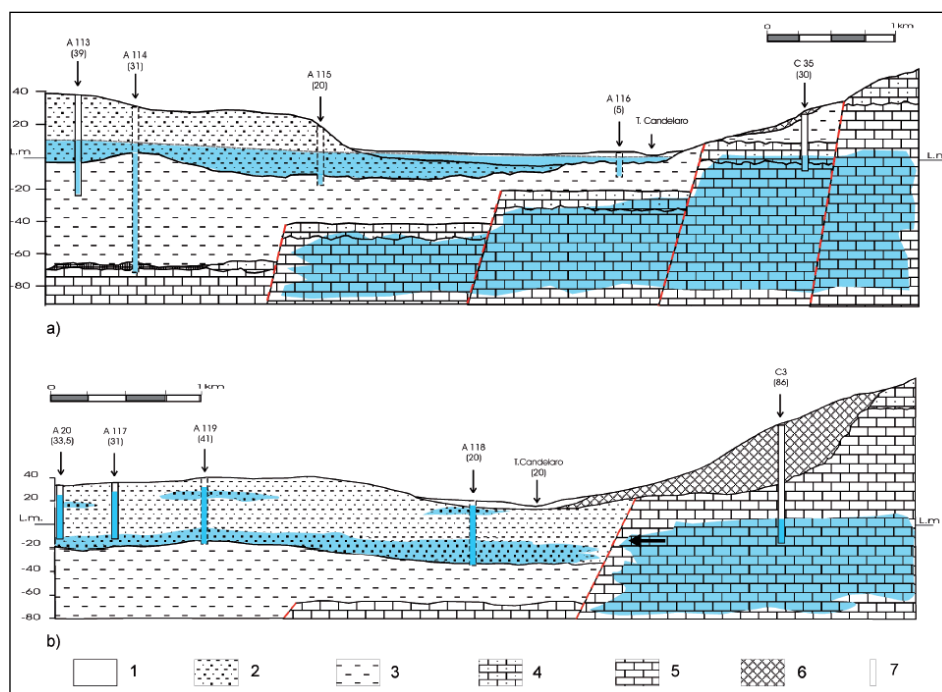 0 1 km
A 113
(39)
A 114
(31)
A 115
(20)
A 116
(5)
T. Candelaro
C 35
(30)
40
20
L.m
-20
-40
-60
-80
L.m
a)
0 1 km
C3
(86)
A 20
(33,5)
A 117
(31)
A 119
(41)
A 118
(20)
T.Candelaro
(20)
40
20
L.m.
-20
-40
-60
-80
L.m
b)
1 2 3 4 5 6 7